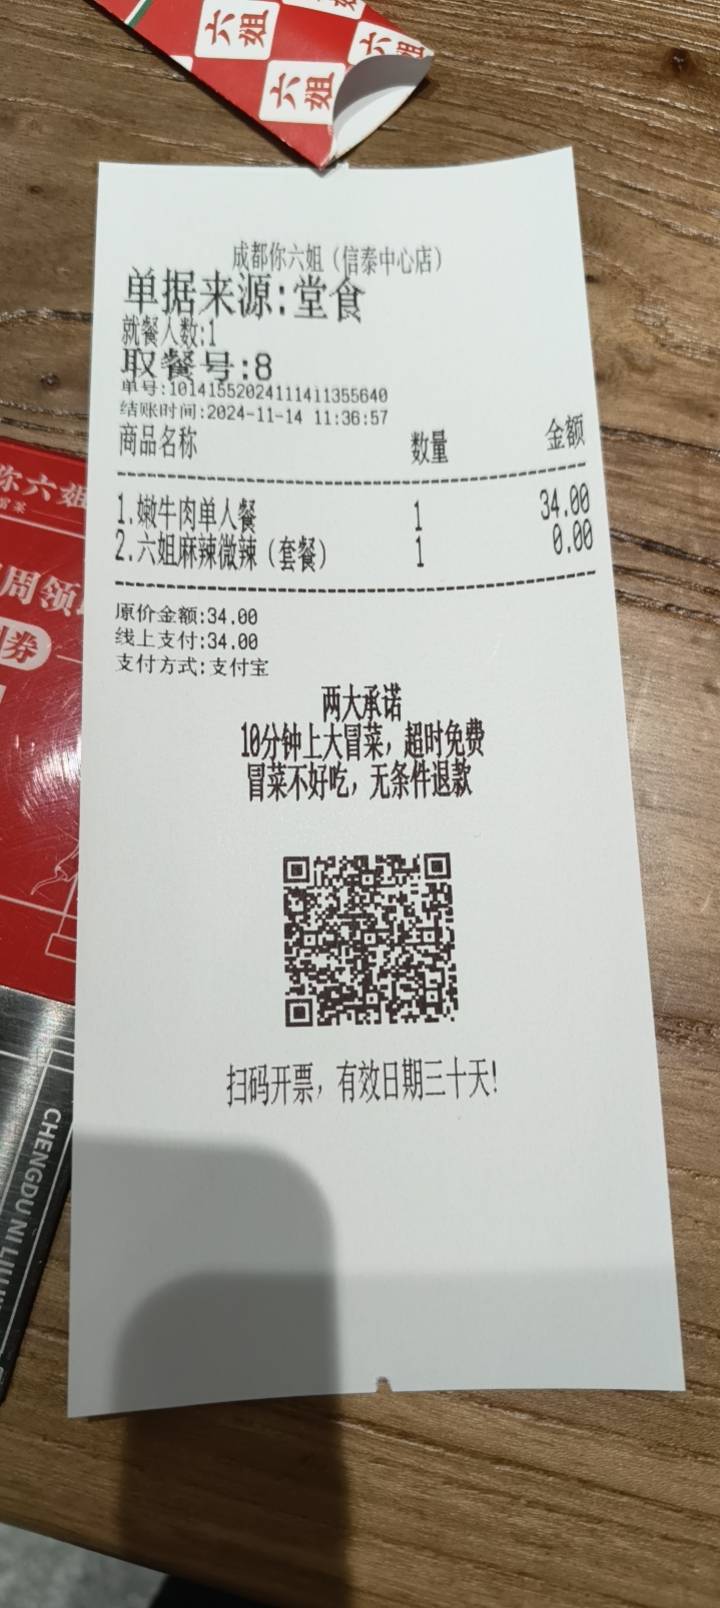 六姐
六姐
六姐
成都你六姐（信泰中心店）
单据来源:堂食
就餐人数:1
取餐号:8
单号:10141552024111411355640
结账时间:2024-11-14 11:36:57
商品名称 数量 金额
1.嫩牛肉单人餐 1 34.00
2.六姐麻辣微辣（套餐） 1 0.00
原价金额:34.00
线上支付:34.00
支付方式:支付宝
两大承诺
10分钟上大冒菜，超时免费
冒菜不好吃，无条件退款
扫码开票，有效日期三十天!
你六姐
冒菜
周领
券
CHENGDU NI LIU